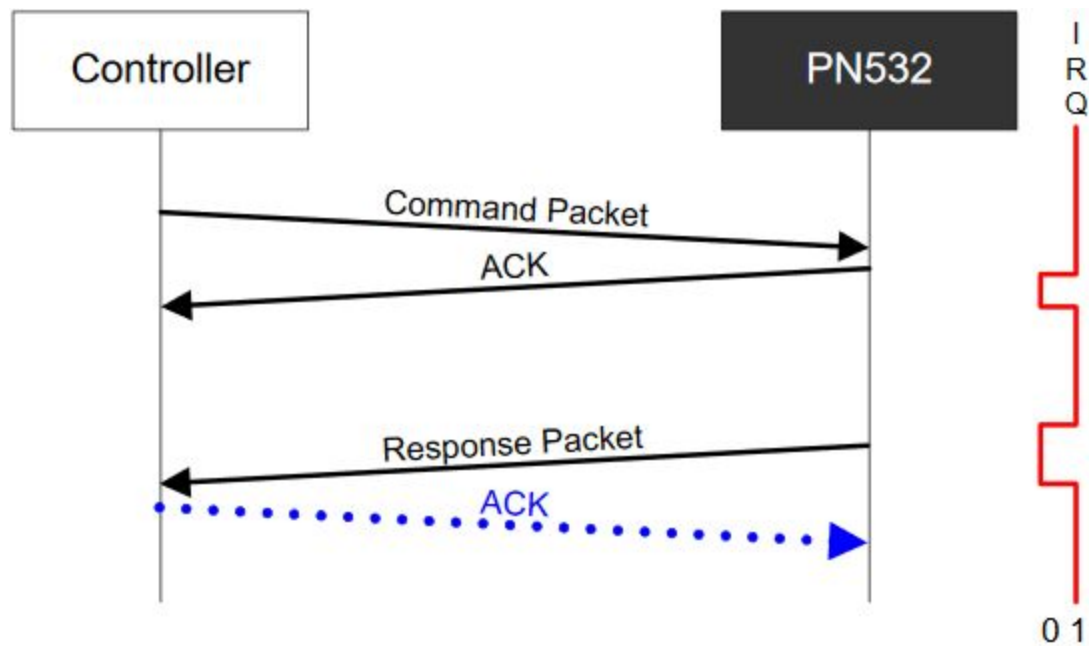 Controller
PN532
I
R
Q
Command Packet
ACK
Response Packet
ACK
0 1